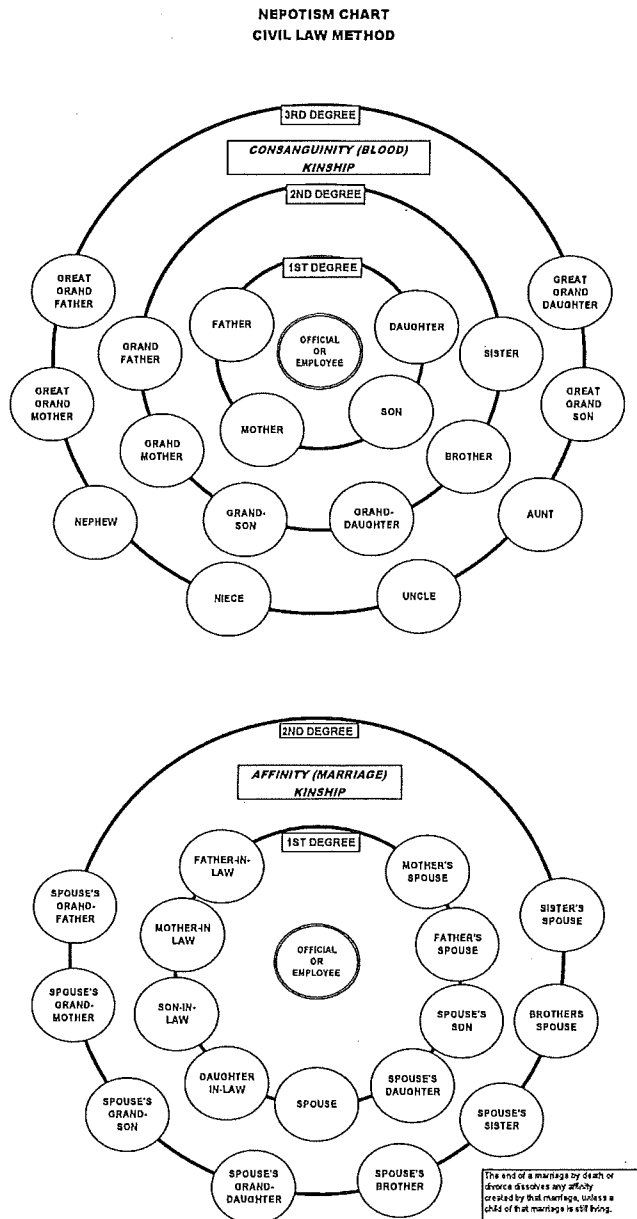 NEPOTISM CHART
CIVIL LAW METHOD
3RD DEGREE
CONSANGUINITY (BLOOD)
KINSHIP
2ND DEGREE
1ST DEGREE
GREAT
GRAND
FATHER
FATHER
DAUGHTER
GREAT
GRAND
DAUGHTER
GRAND
FATHER
OFFICIAL
OR
EMPLOYEE
SISTER
GREAT
GRAND
MOTHER
MOTHER
SON
GREAT
GRAND
SON
GRAND
MOTHER
BROTHER
NEPHEW
GRAND-
SON
GRAND-
DAUGHTER
AUNT
NIECE
UNCLE
2ND DEGREE
AFFINITY (MARRIAGE)
KINSHIP
1ST DEGREE
FATHER-IN-
LAW
MOTHER'S
SPOUSE
SPOUSE'S
GRAND-
FATHER
SISTER'S
SPOUSE
MOTHER-IN
LAW
OFFICIAL
OR
EMPLOYEE
FATHER'S
SPOUSE
SPOUSE'S
GRAND-
MOTHER
SON-IN-
LAW
SPOUSE'S
SON
BROTHERS
SPOUSE
DAUGHTER
IN-LAW
SPOUSE
SPOUSE'S
DAUGHTER
SPOUSE'S
GRAND-
SON
SPOUSE'S
SISTER
SPOUSE'S
GRAND-
DAUGHTER
SPOUSE'S
BROTHER
The end of a marriage by death or
divorce dissolves any affinity
created by that marriage, unless a
child of that marriage is still living.